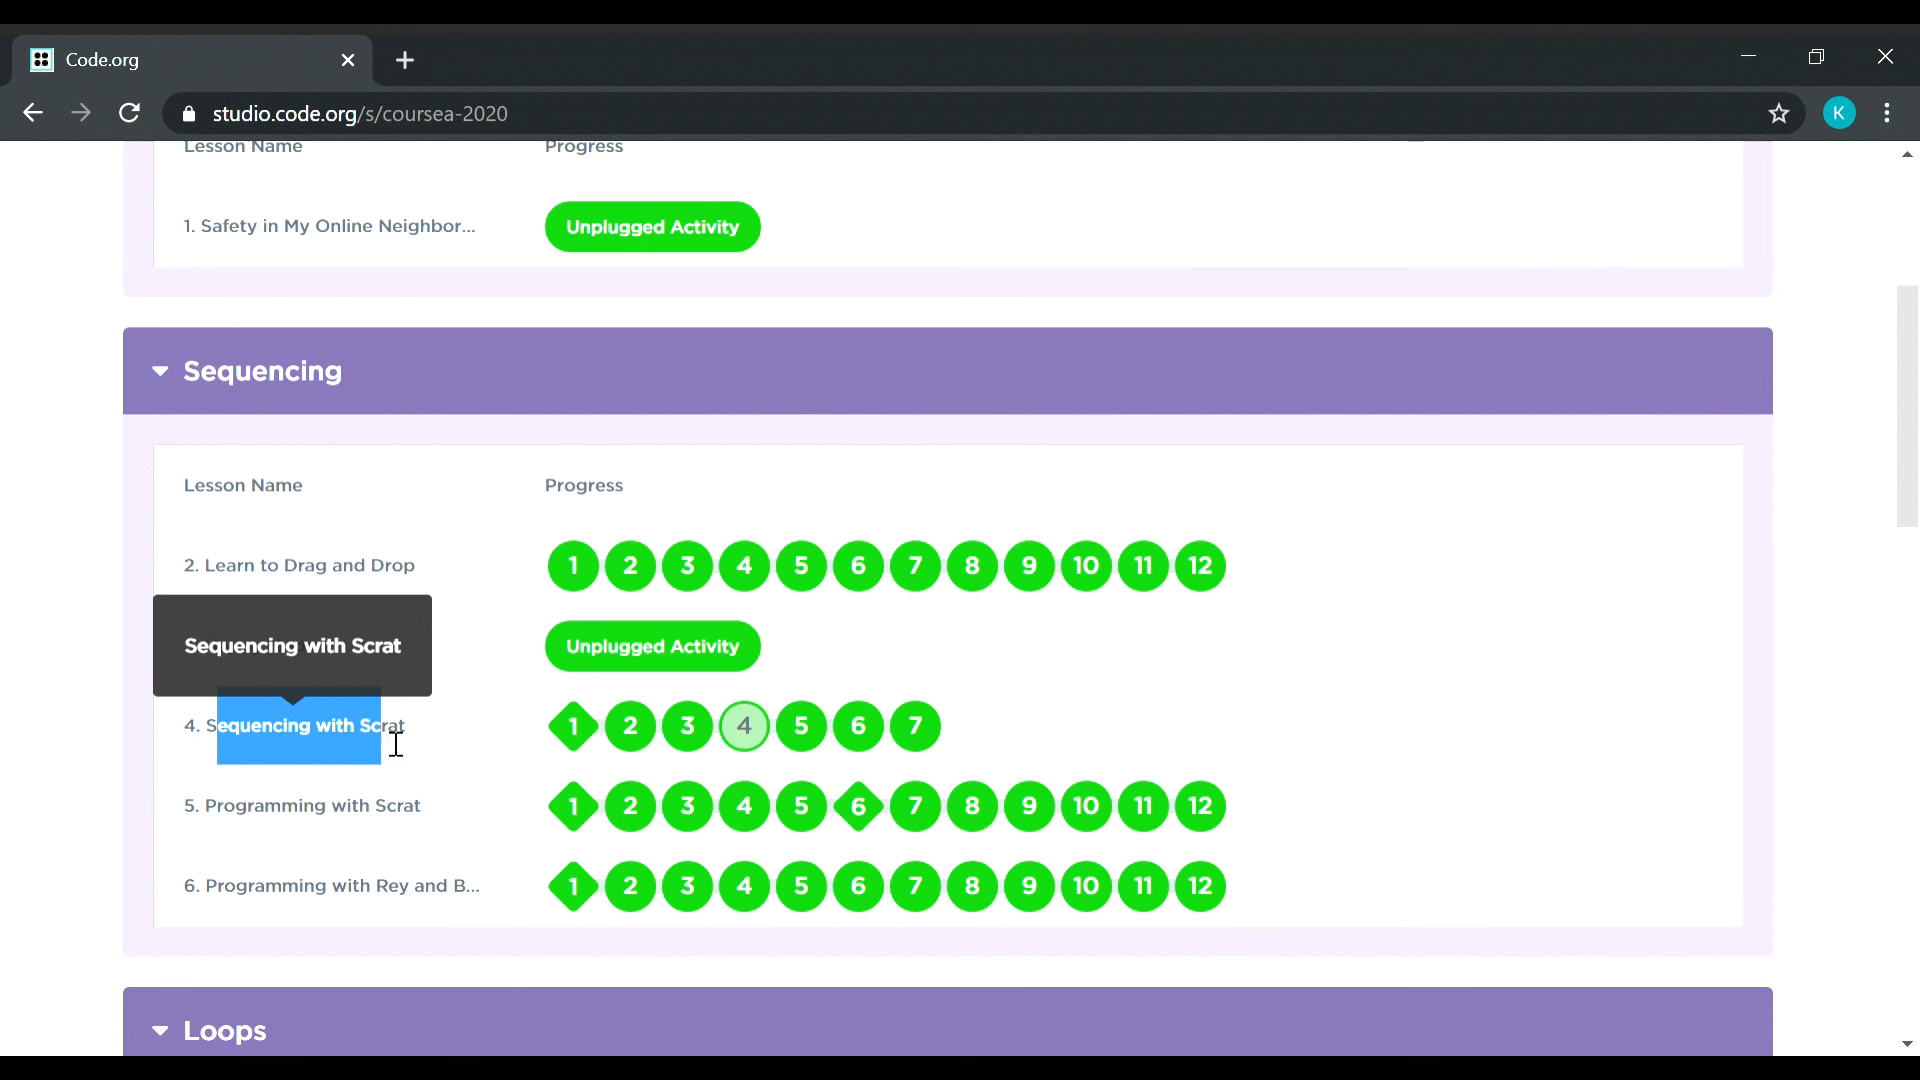 Code.org
studio.code.org/s/coursea-2020
K
Lesson Name Progress
1. Safety in My Online Neighbor... Unplugged Activity
Sequencing
Lesson Name Progress
2. Learn to Drag and Drop 1 2 3 4 5 6 7 8 9 10 11 12
Sequencing with Scrat Unplugged Activity
4. Sequencing with Scrat 1 2 3 4 5 6 7
5. Programming with Scrat 1 2 3 4 5 6 7 8 9 10 11 12
6. Programming with Rey and B... 1 2 3 4 5 6 7 8 9 10 11 12
Loops